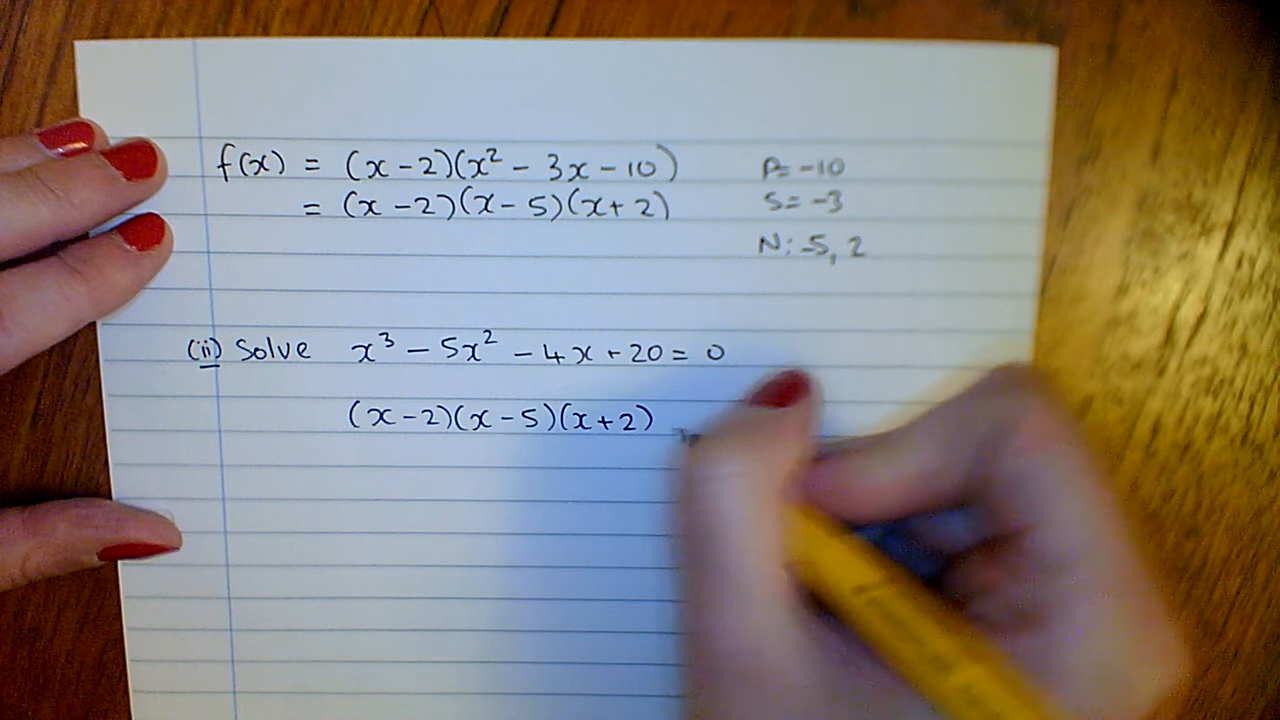 f(x) = (x-2)(x² - 3x - 10)
= (x-2)(x-5)(x+2)
P= -10
S= -3
N: -5, 2
(ii) Solve x³ - 5x² - 4x + 20 = 0
(x-2)(x-5)(x+2)